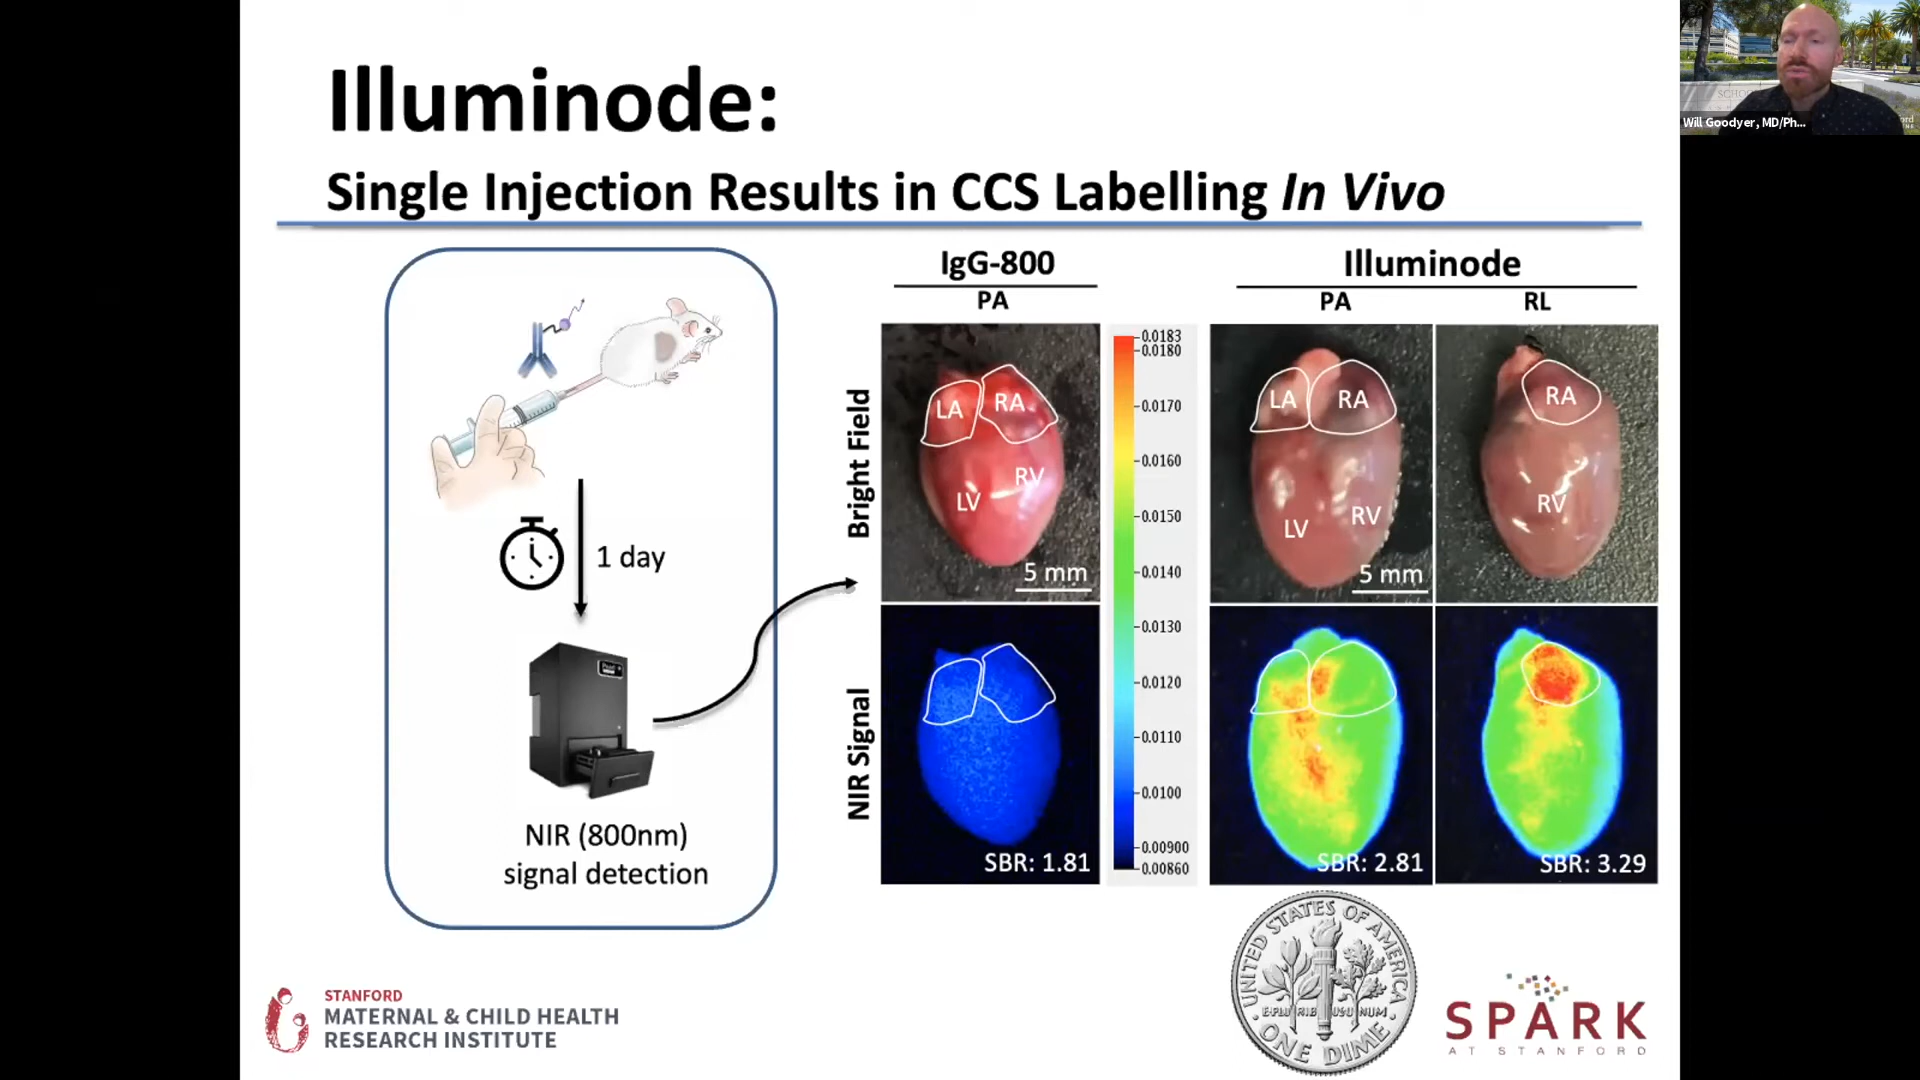 Illuminode:
Single Injection Results in CCS Labelling In Vivo
Will Goodyer, MD/Ph...
1 day
NIR (800nm)
signal detection
IgG-800
PA
Illuminode
PA
RL
Bright Field
NIR Signal
LA
RA
LV
RV
5 mm
LA
RA
LV
RV
5 mm
RA
RV
0.0183
0.0180
0.0170
0.0160
0.0150
0.0140
0.0130
0.0120
0.0110
0.0100
0.00900
0.00860
SBR: 1.81
SBR: 2.81
SBR: 3.29
UNITED STATES OF AMERICA
ONE DIME
STANFORD
MATERNAL & CHILD HEALTH
RESEARCH INSTITUTE
SPARK
AT STANFORD